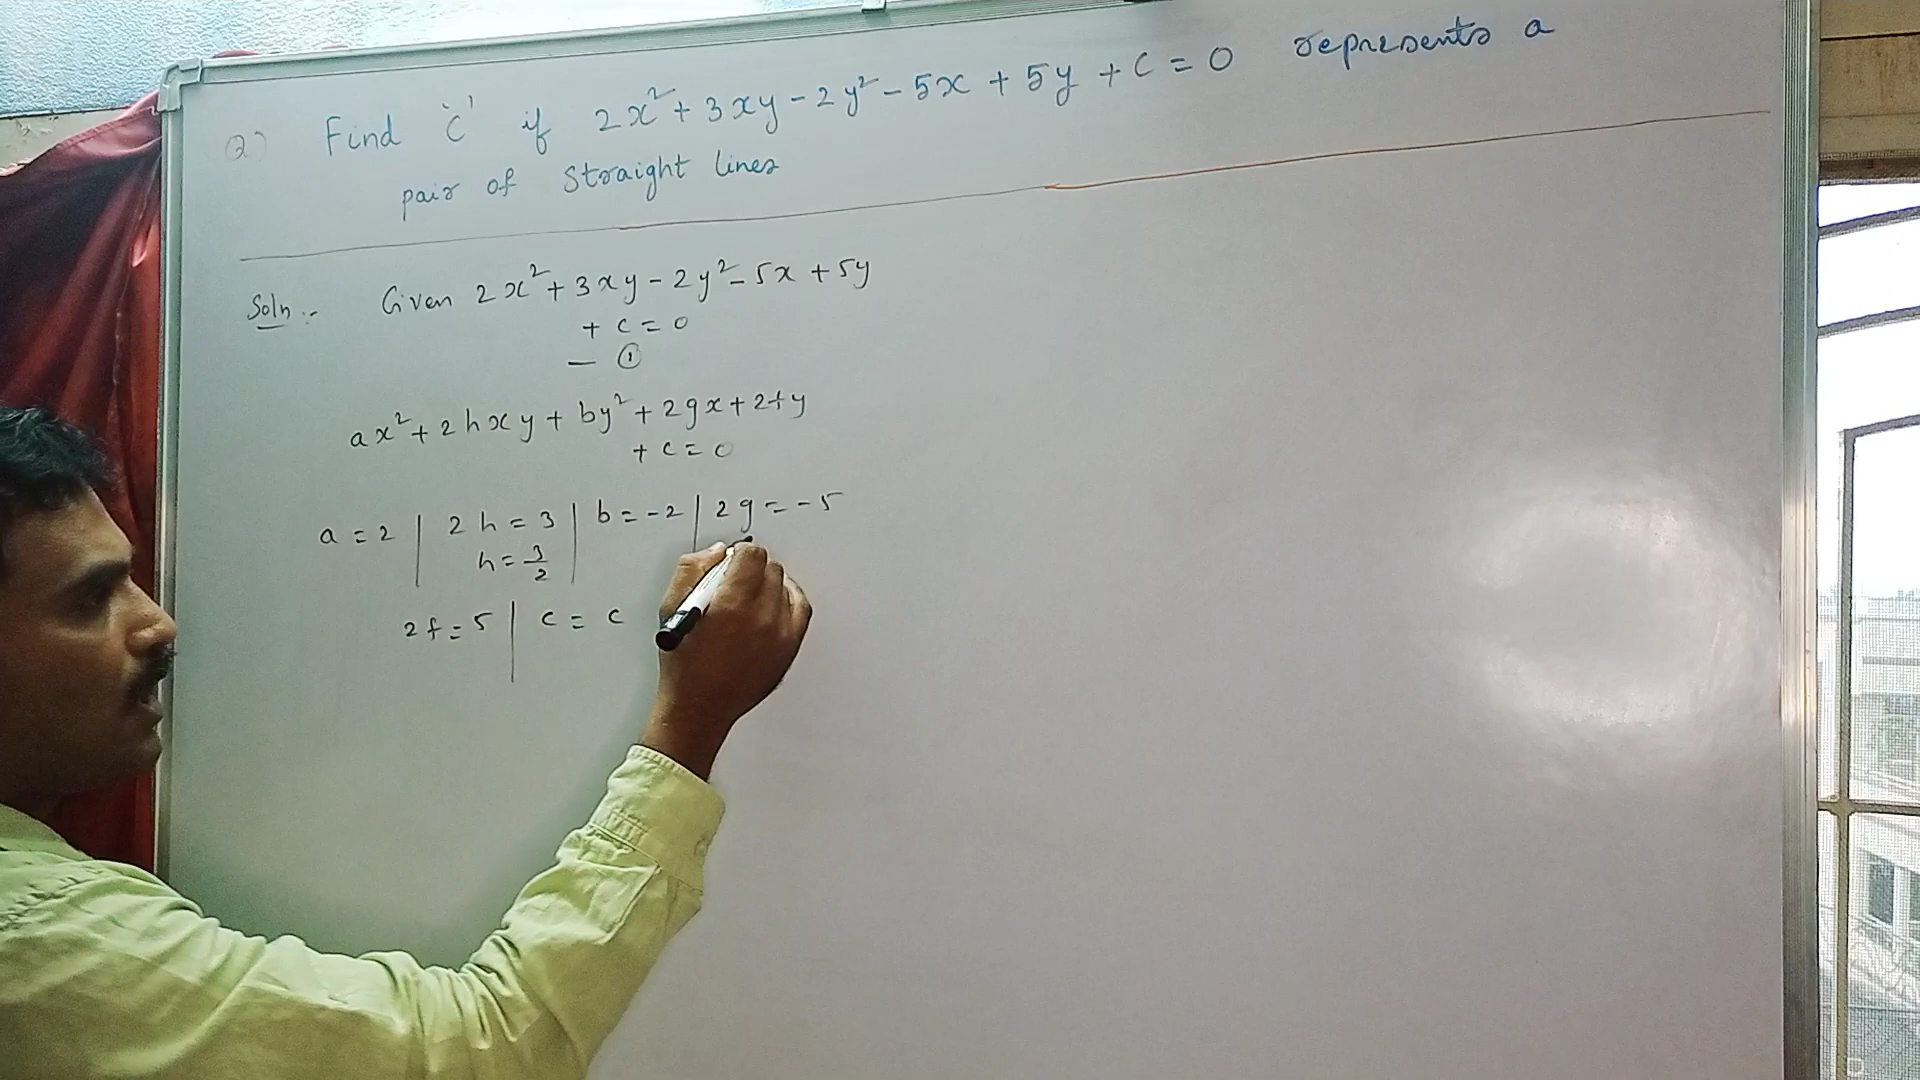 Q) Find 'c' if 2x² + 3xy - 2y² - 5x + 5y + c = 0 represents a
pair of straight lines
Soln :- Given 2x² + 3xy - 2y² - 5x + 5y
+ c = 0
— ①
ax² + 2hxy + by² + 2gx + 2fy
+ c = 0
a = 2 | 2h = 3 | b = -2 | 2g = -5
h = 3/2
2f = 5 | c = c